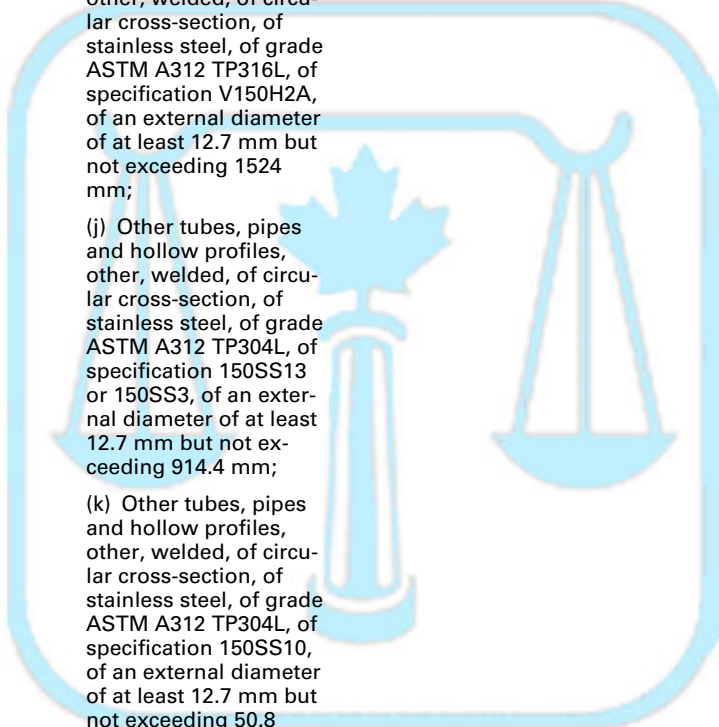 other, welded, of circu-
lar cross-section, of
stainless steel, of grade
ASTM A312 TP316L, of
specification V150H2A,
of an external diameter
of at least 12.7 mm but
not exceeding 1524
mm;
(j) Other tubes, pipes
and hollow profiles,
other, welded, of circu-
lar cross-section, of
stainless steel, of grade
ASTM A312 TP304L, of
specification 150SS13
or 150SS3, of an exter-
nal diameter of at least
12.7 mm but not ex-
ceeding 914.4 mm;
(k) Other tubes, pipes
and hollow profiles,
other, welded, of circu-
lar cross-section, of
stainless steel, of grade
ASTM A312 TP304L, of
specification 150SS10,
of an external diameter
of at least 12.7 mm but
not exceeding 50.8